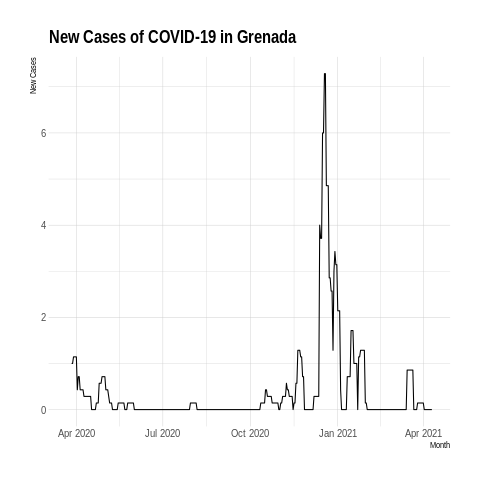 New Cases of COVID-19 in Grenada
New Cases
6
4
2
0
Apr 2020 Jul 2020 Oct 2020 Jan 2021 Apr 2021
Month